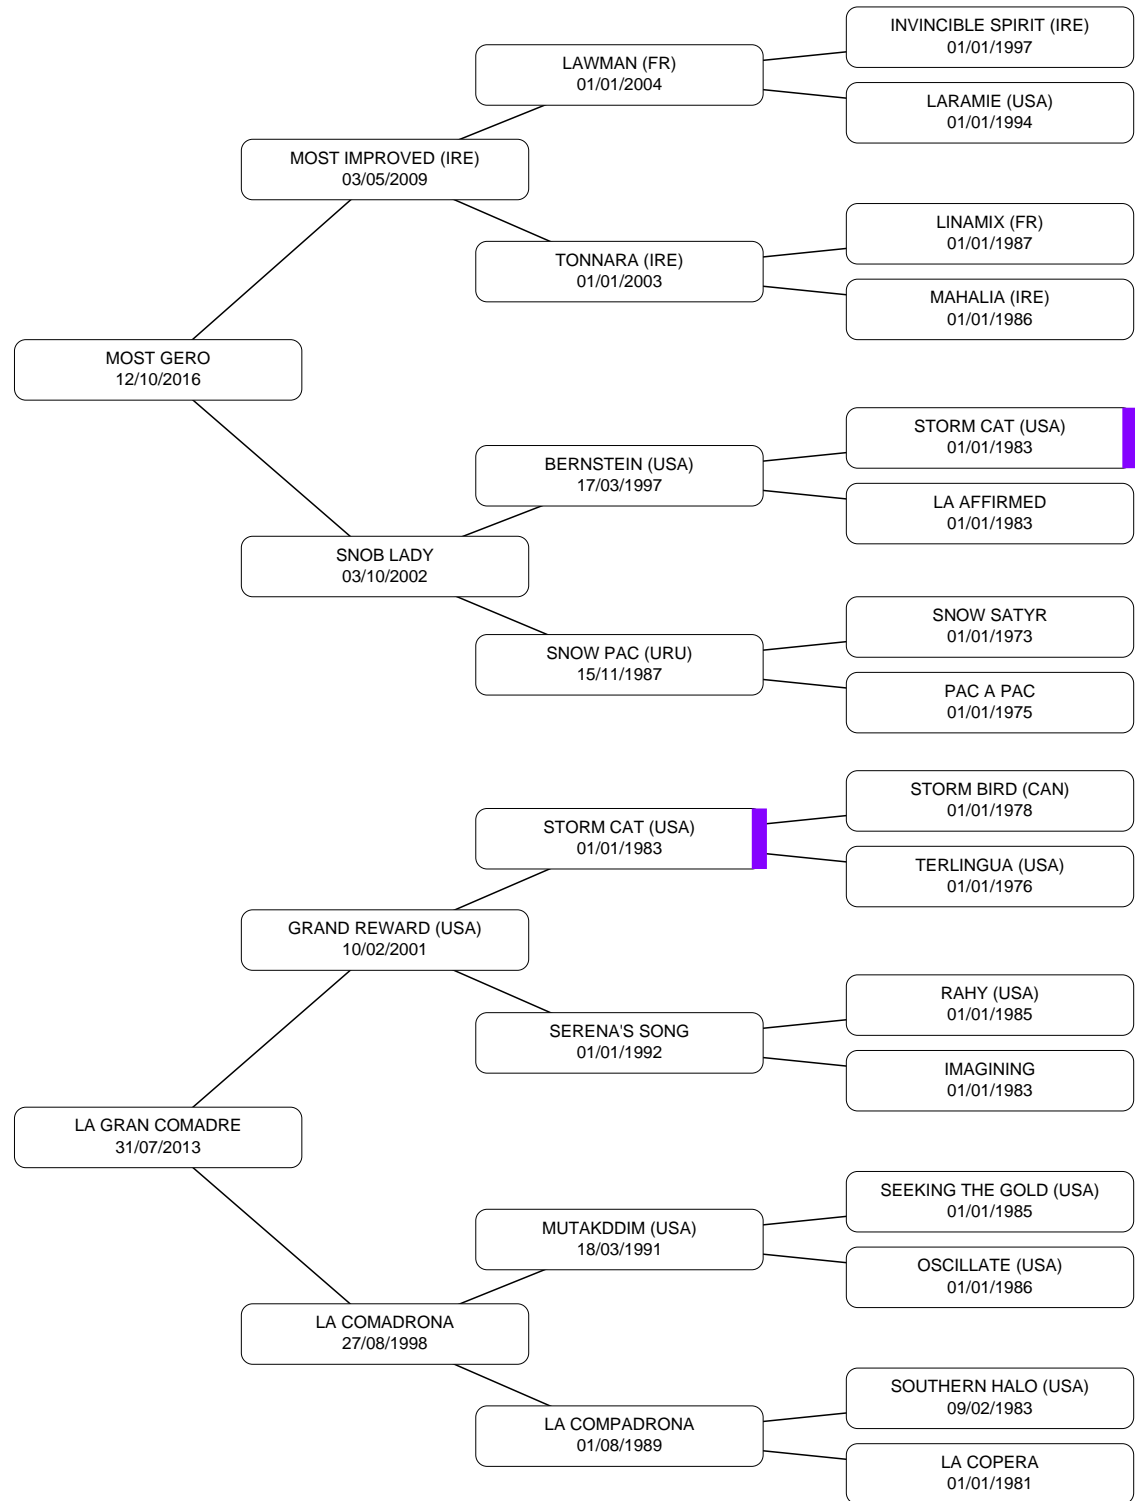 INVINCIBLE SPIRIT (IRE)
01/01/1997
LAWMAN (FR)
01/01/2004
LARAMIE (USA)
01/01/1994
MOST IMPROVED (IRE)
03/05/2009
LINAMIX (FR)
01/01/1987
TONNARA (IRE)
01/01/2003
MAHALIA (IRE)
01/01/1986
MOST GERO
12/10/2016
STORM CAT (USA)
01/01/1983
BERNSTEIN (USA)
17/03/1997
LA AFFIRMED
01/01/1983
SNOB LADY
03/10/2002
SNOW SATYR
01/01/1973
SNOW PAC (URU)
15/11/1987
PAC A PAC
01/01/1975
STORM BIRD (CAN)
01/01/1978
STORM CAT (USA)
01/01/1983
TERLINGUA (USA)
01/01/1976
GRAND REWARD (USA)
10/02/2001
RAHY (USA)
01/01/1985
SERENA'S SONG
01/01/1992
IMAGINING
01/01/1983
LA GRAN COMADRE
31/07/2013
SEEKING THE GOLD (USA)
01/01/1985
MUTAKDDIM (USA)
18/03/1991
OSCILLATE (USA)
01/01/1986
LA COMADRONA
27/08/1998
SOUTHERN HALO (USA)
09/02/1983
LA COMPADRONA
01/08/1989
LA COPERA
01/01/1981